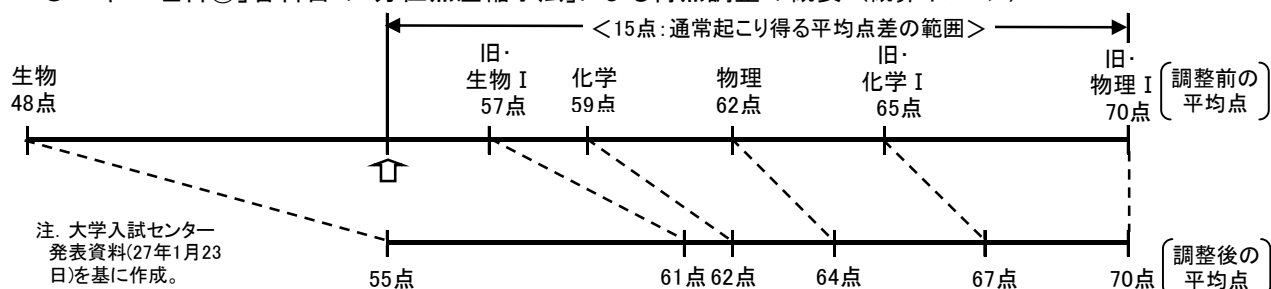 ＜15点：通常起こり得る平均点差の範囲＞
生物
48点
旧・
生物Ⅰ
57点
化学
59点
物理
62点
旧・
化学Ⅰ
65点
旧・
物理Ⅰ
70点
調整前の
平均点
注. 大学入試センター
発表資料(27年1月23
日)を基に作成。
55点
61点
62点
64点
67点
70点
調整後の
平均点